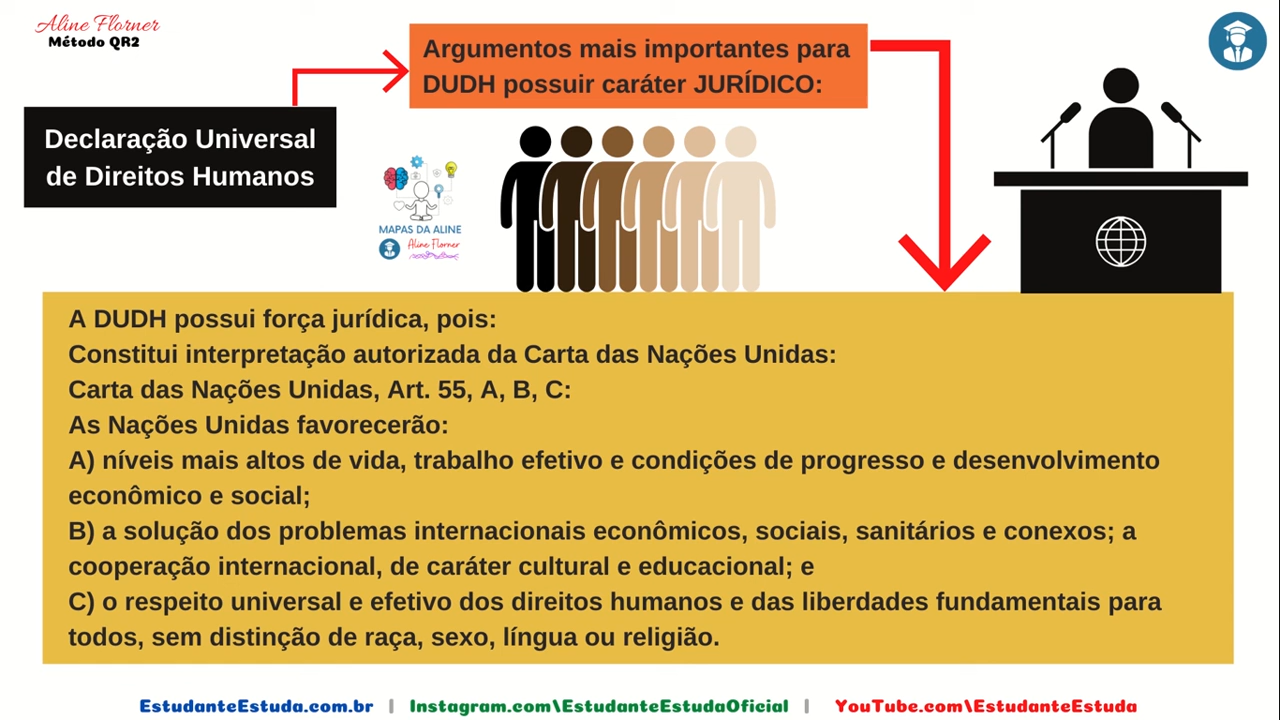 Aline Florner
Método QR2
Argumentos mais importantes para
DUDH possuir caráter JURÍDICO:
Declaração Universal
de Direitos Humanos
MAPAS DA ALINE
Aline Florner
A DUDH possui força jurídica, pois:
Constitui interpretação autorizada da Carta das Nações Unidas:
Carta das Nações Unidas, Art. 55, A, B, C:
As Nações Unidas favorecerão:
A) níveis mais altos de vida, trabalho efetivo e condições de progresso e desenvolvimento
econômico e social;
B) a solução dos problemas internacionais econômicos, sociais, sanitários e conexos; a
cooperação internacional, de caráter cultural e educacional; e
C) o respeito universal e efetivo dos direitos humanos e das liberdades fundamentais para
todos, sem distinção de raça, sexo, língua ou religião.
EstudanteEstuda.com.br | Instagram.com\EstudanteEstudaOficial | YouTube.com\EstudanteEstuda